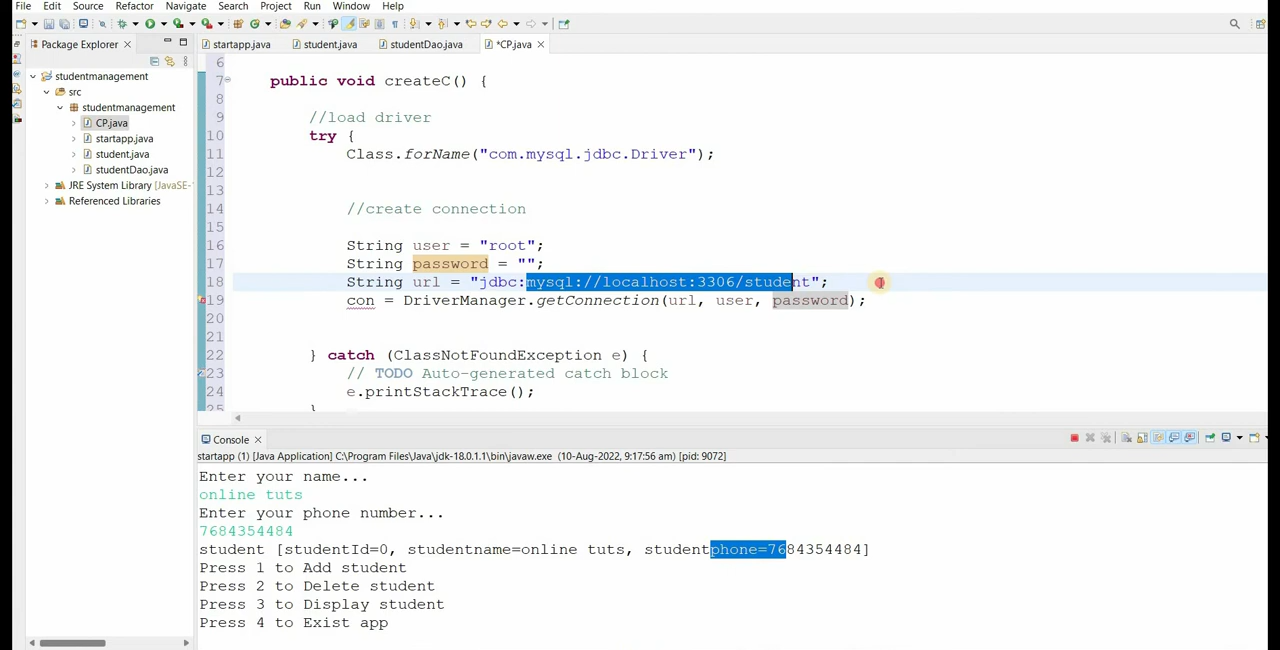 File Edit Source Refactor Navigate Search Project Run Window Help
Package Explorer
startapp.java student.java studentDao.java *CP.java
studentmanagement
src
studentmanagement
CP.java
startapp.java
student.java
studentDao.java
JRE System Library [JavaSE-
Referenced Libraries
6
7 public void createC() {
8
9 //load driver
10 try {
11 Class.forName("com.mysql.jdbc.Driver");
12
13
14 //create connection
15
16 String user = "root";
17 String password = "";
18 String url = "jdbc:mysql://localhost:3306/student";
19 con = DriverManager.getConnection(url, user, password);
20
21
22 } catch (ClassNotFoundException e) {
23 // TODO Auto-generated catch block
24 e.printStackTrace();
25 }
Console
startapp (1) [Java Application] C:\Program Files\Java\jdk-18.0.1.1\bin\javaw.exe (10-Aug-2022, 9:17:56 am) [pid: 9072]
Enter your name...
online tuts
Enter your phone number...
7684354484
student [studentId=0, studentname=online tuts, studentphone=7684354484]
Press 1 to Add student
Press 2 to Delete student
Press 3 to Display student
Press 4 to Exist app